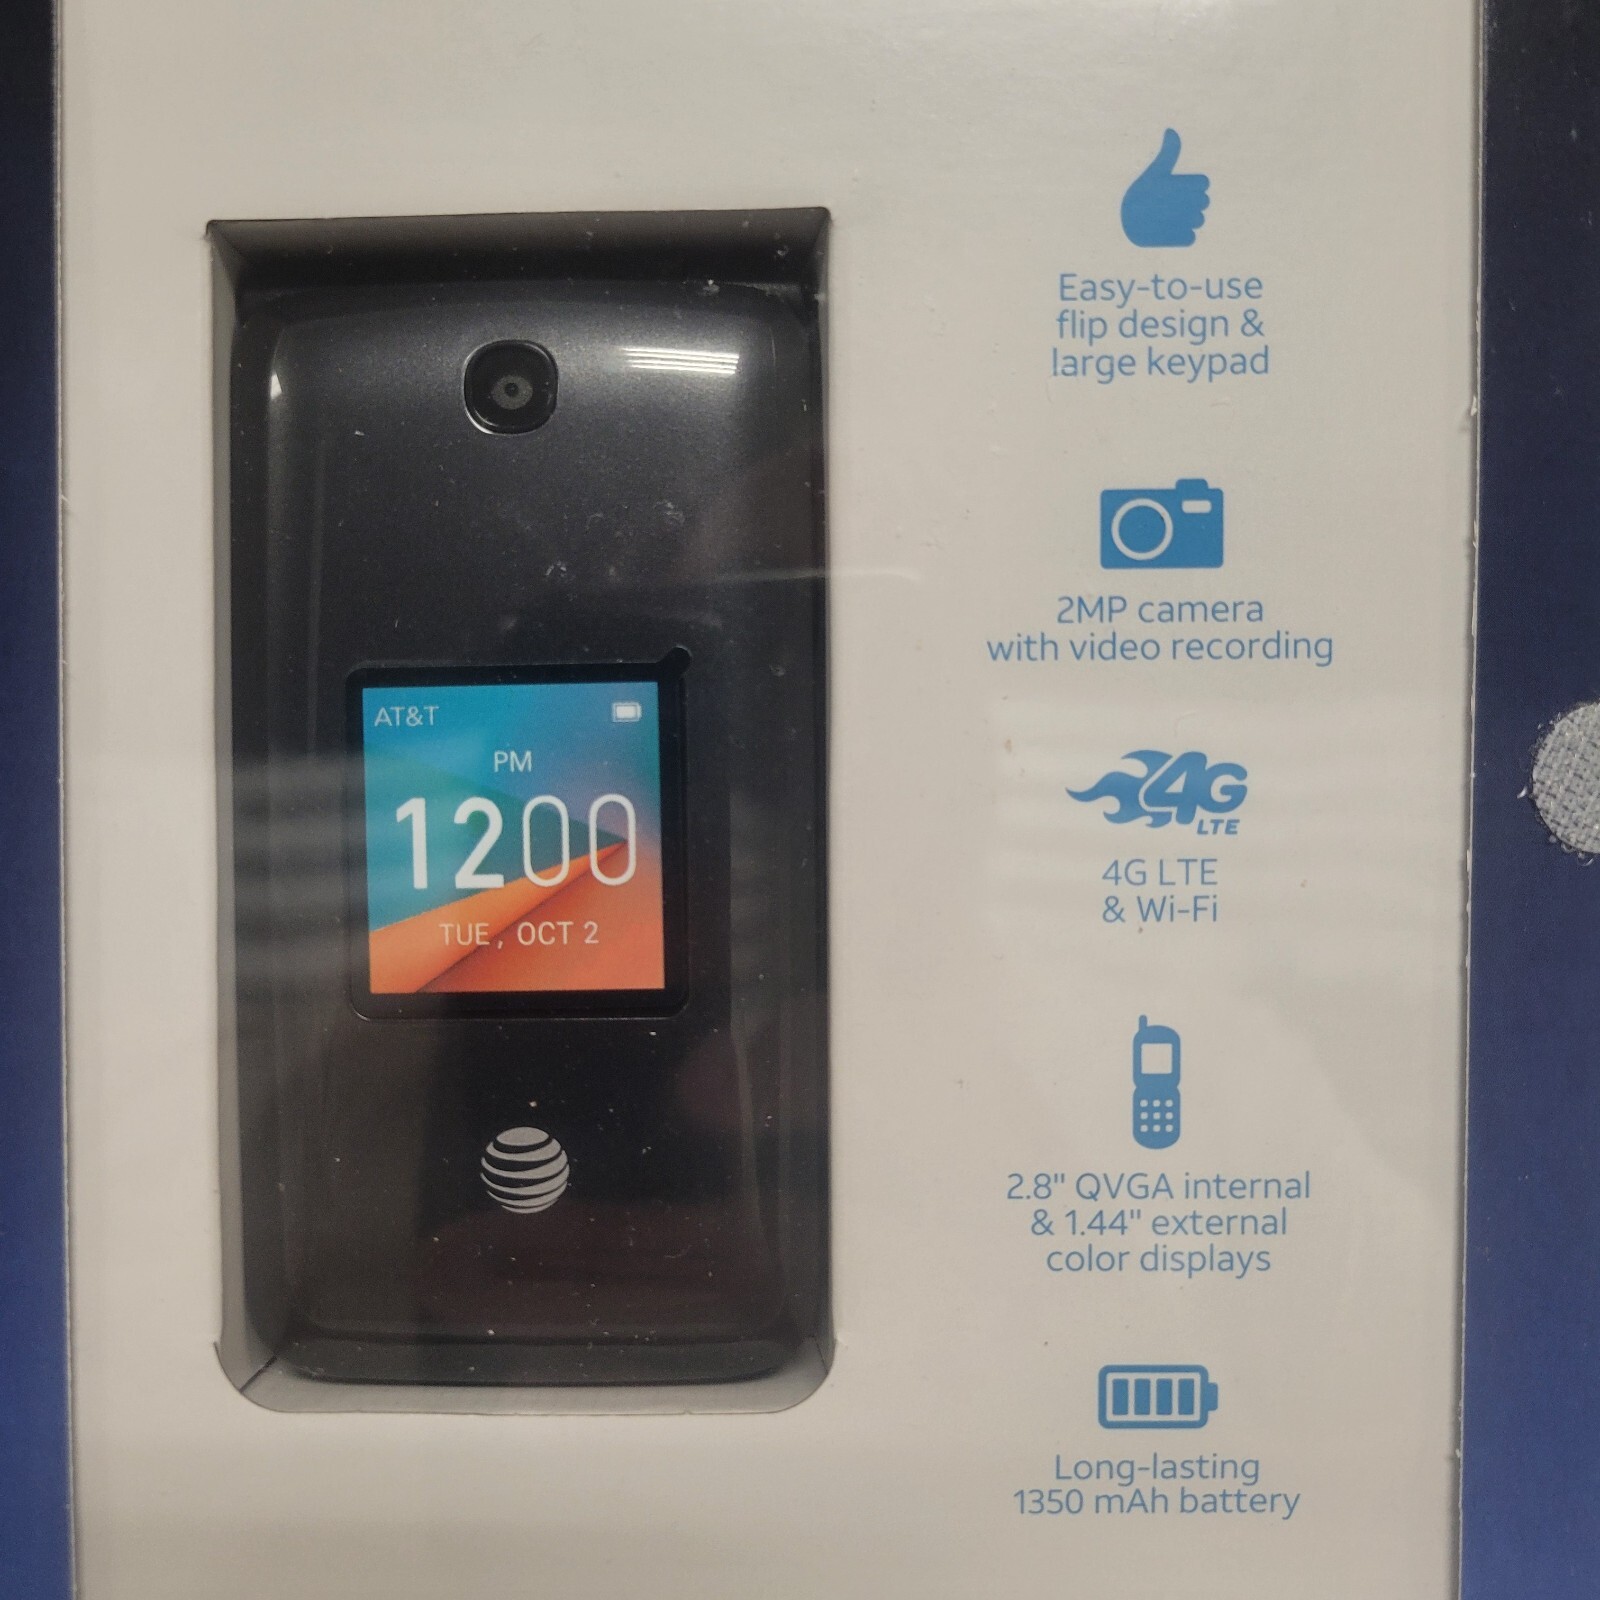 AT&T
PM
1200
TUE, OCT 2
Easy-to-use
flip design &
large keypad
2MP camera
with video recording
4G
LTE
4G LTE
& Wi-Fi
2.8" QVGA internal
& 1.44" external
color displays
Long-lasting
1350 mAh battery